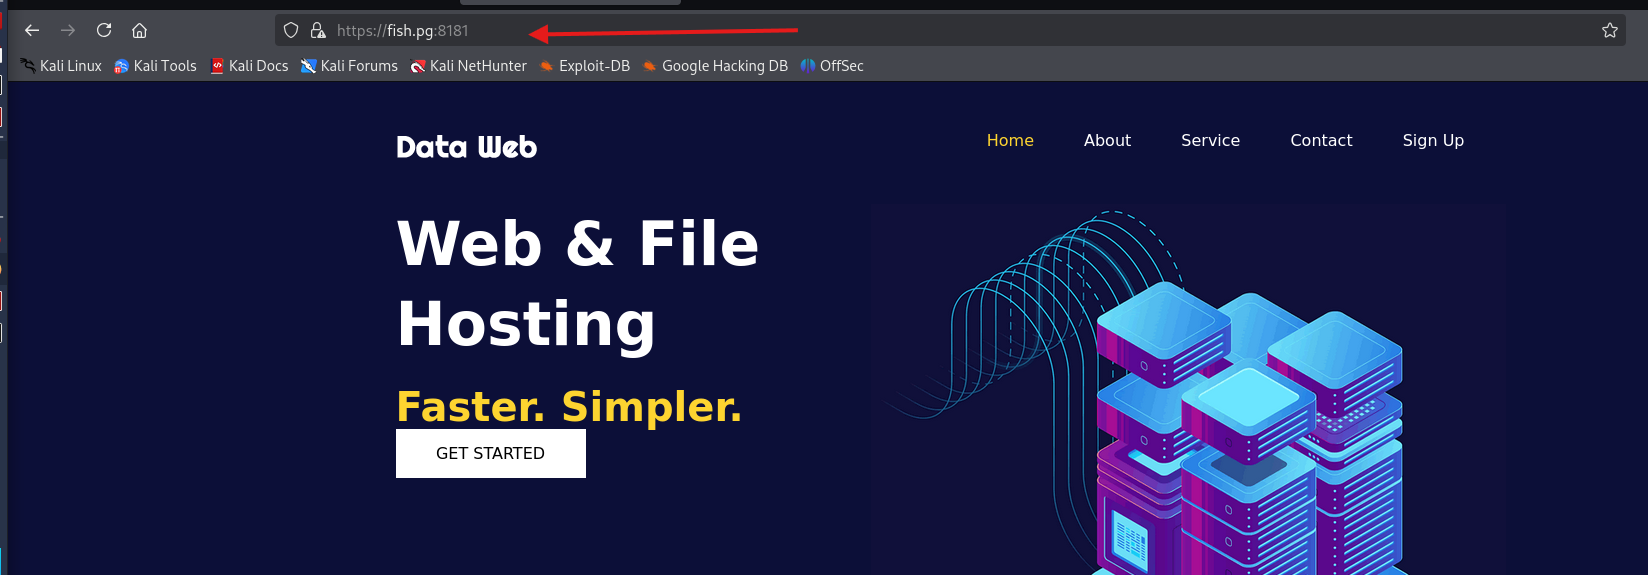 https://fish.pg:8181
Kali Linux Kali Tools Kali Docs Kali Forums Kali NetHunter Exploit-DB Google Hacking DB OffSec
Data Web
Home About Service Contact Sign Up
Web & File
Hosting
Faster. Simpler.
GET STARTED